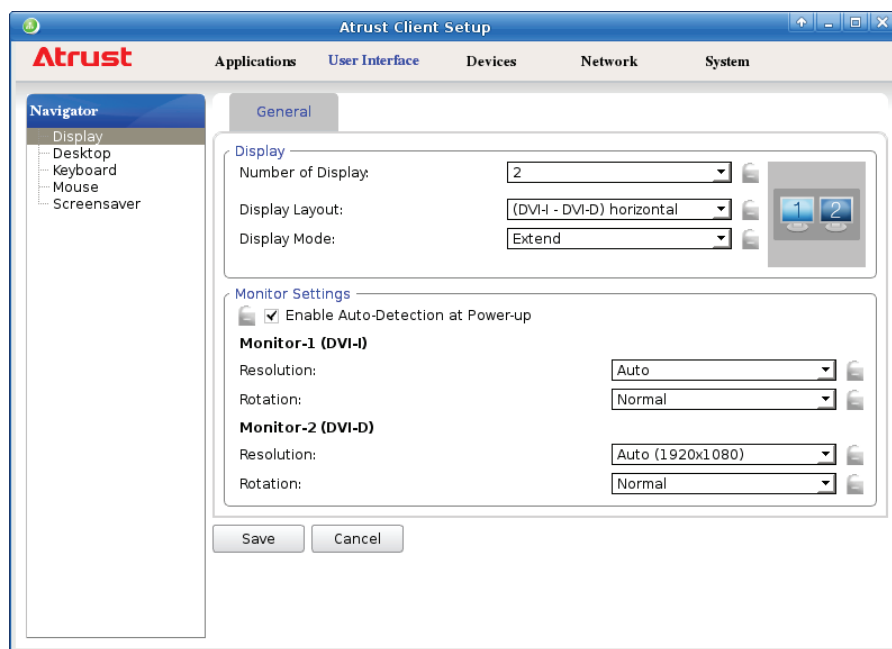 Atrust Client Setup
Atrust
Applications User Interface Devices Network System
Navigator
Display
Desktop
Keyboard
Mouse
Screensaver
General
Display
Number of Display: 2
Display Layout: (DVI-I - DVI-D) horizontal
Display Mode: Extend
1 2
Monitor Settings
Enable Auto-Detection at Power-up
Monitor-1 (DVI-I)
Resolution: Auto
Rotation: Normal
Monitor-2 (DVI-D)
Resolution: Auto (1920x1080)
Rotation: Normal
Save Cancel